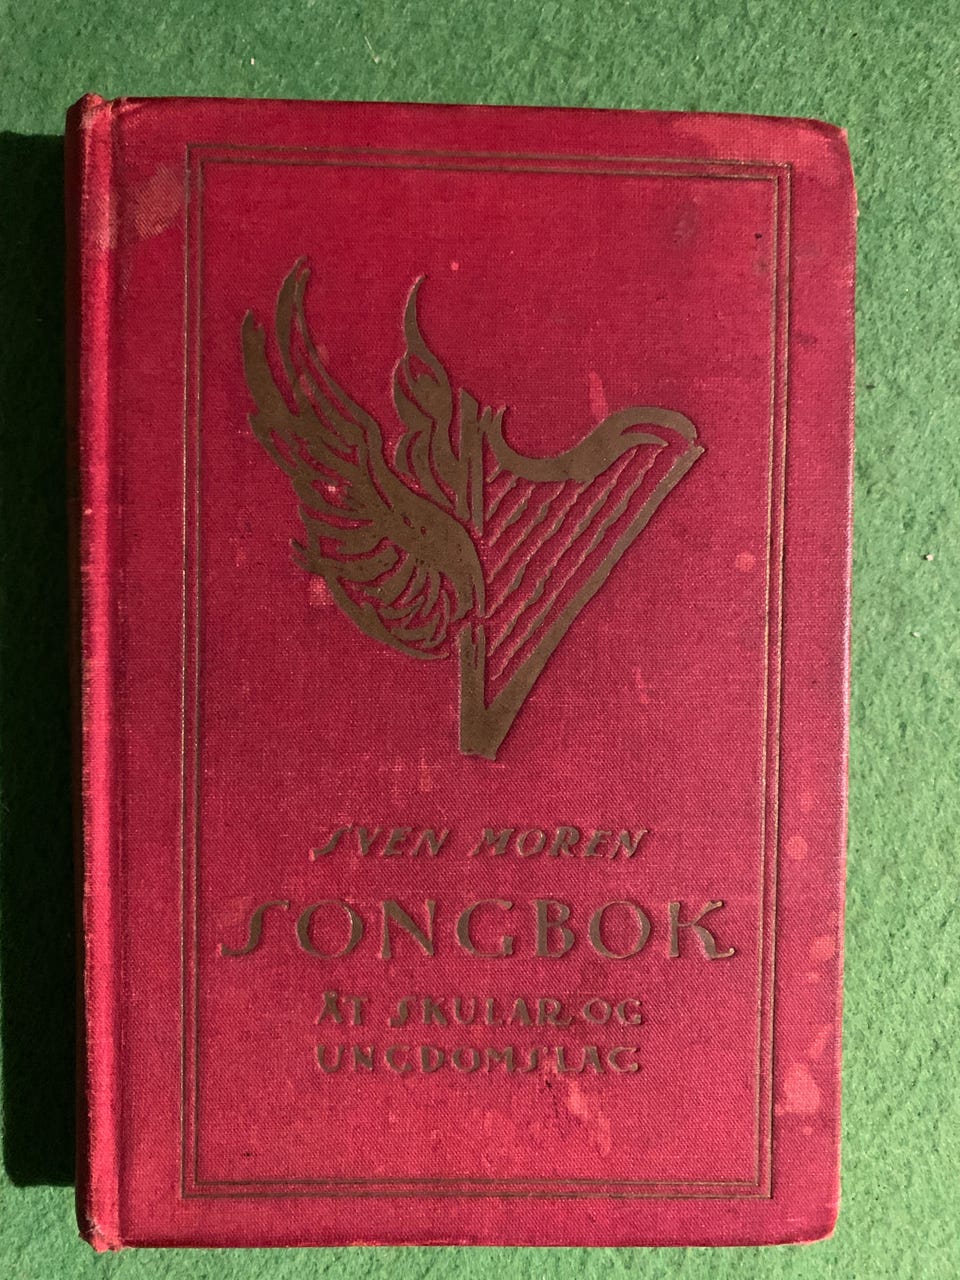 SVEN MOREN
SONGBOK
ÅT SKULAR OG
UNGDOMSLAG